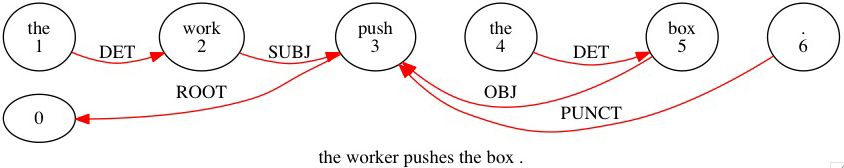 the
1
work
2
push
3
the
4
box
5
.
6
DET
SUBJ
DET
ROOT
OBJ
PUNCT
0
the worker pushes the box .